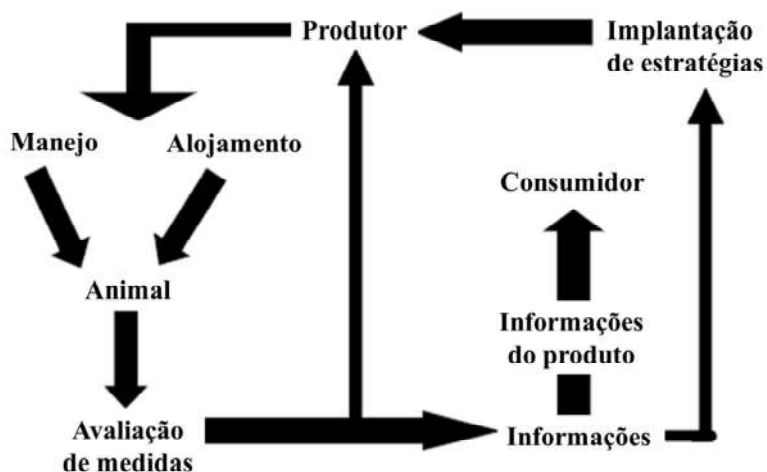 Produtor
Implantação
de estratégias
Manejo
Alojamento
Consumidor
Animal
Informações
do produto
Avaliação
de medidas
Informações